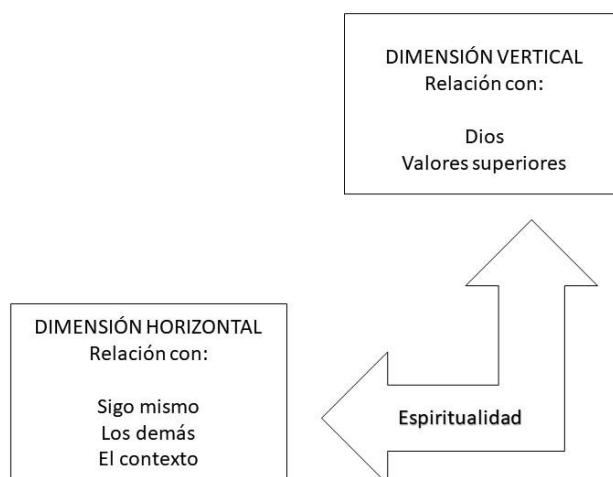 DIMENSIÓN VERTICAL
Relación con:
Dios
Valores superiores
DIMENSIÓN HORIZONTAL
Relación con:
Sigo mismo
Los demás
El contexto
Espiritualidad